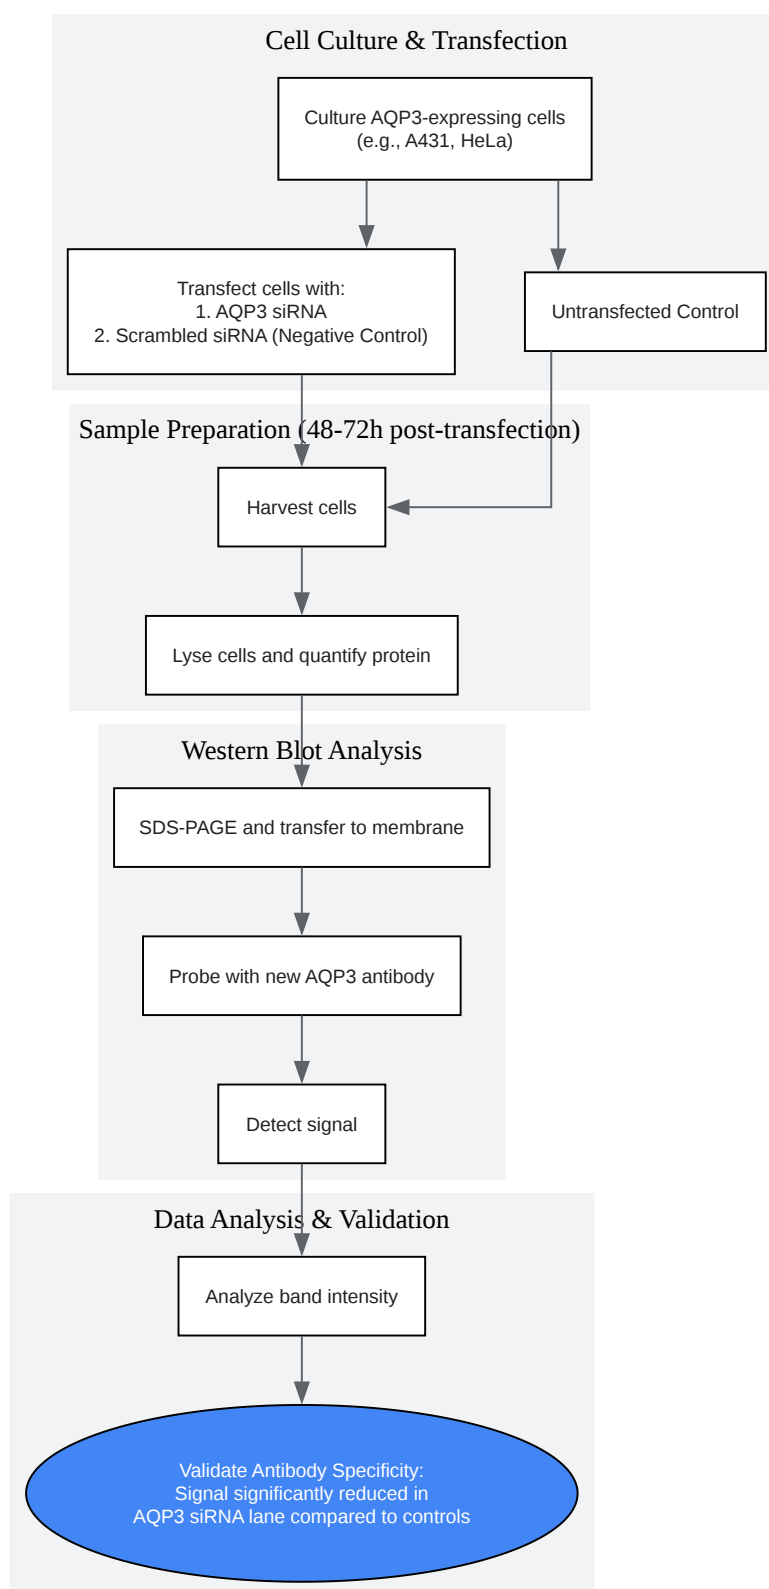 Cell Culture & Transfection
Culture AQP3-expressing cells
(e.g., A431, HeLa)
Transfect cells with:
1. AQP3 siRNA
2. Scrambled siRNA (Negative Control)
Untransfected Control
Sample Preparation (48-72h post-transfection)
Harvest cells
Lyse cells and quantify protein
Western Blot Analysis
SDS-PAGE and transfer to membrane
Probe with new AQP3 antibody
Detect signal
Data Analysis & Validation
Analyze band intensity
Validate Antibody Specificity:
Signal significantly reduced in
AQP3 siRNA lane compared to controls